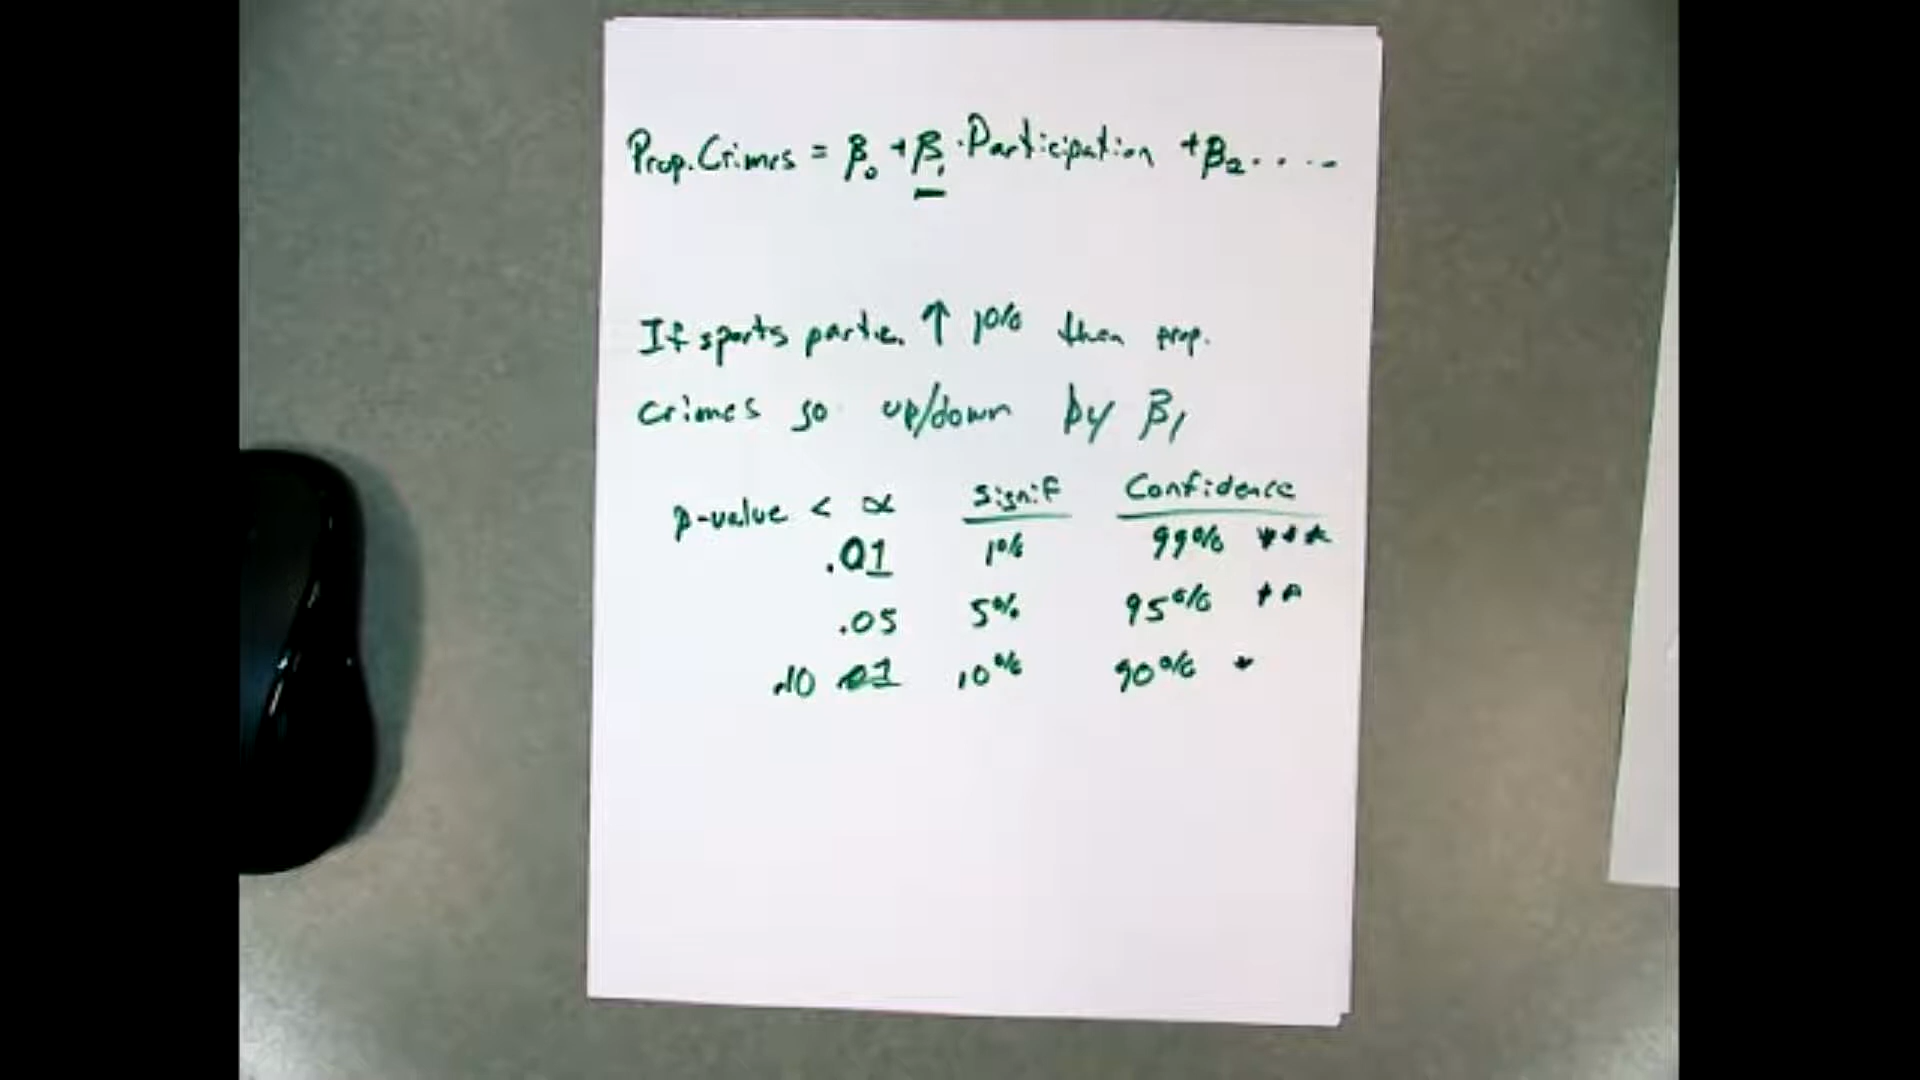 Prop. Crimes = β₀ + β₁ · Participation + β₂ . . . .
If sports partic. ↑ 1% then prop.
crimes go up/down by β₁
p-value < α Signif Confidence
.01 1% 99% ***
.05 5% 95% **
.10 .01 10% 90% *